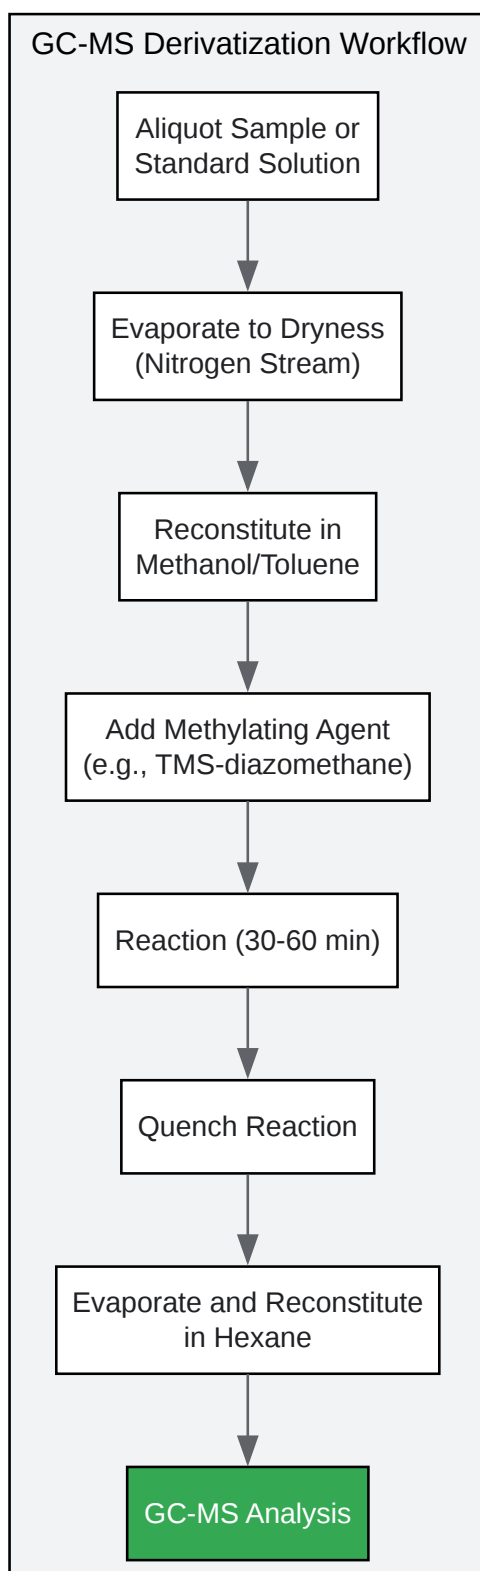 GC-MS Derivatization Workflow
Aliquot Sample or
Standard Solution
Evaporate to Dryness
(Nitrogen Stream)
Reconstitute in
Methanol/Toluene
Add Methylating Agent
(e.g., TMS-diazomethane)
Reaction (30-60 min)
Quench Reaction
Evaporate and Reconstitute
in Hexane
GC-MS Analysis